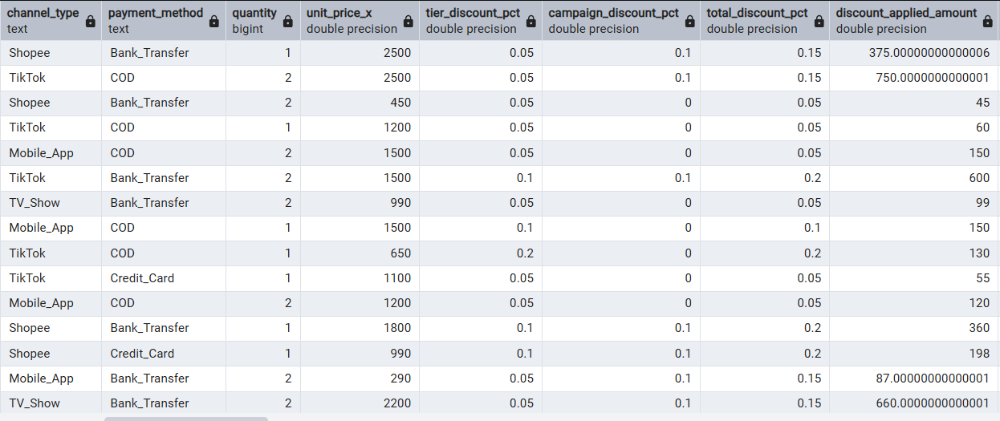 channel_type payment_method quantity unit_price_x tier_discount_pct campaign_discount_pct total_discount_pct discount_applied_amount
text text bigint double precision double precision double precision double precision double precision
Shopee Bank_Transfer 1 2500 0.05 0.1 0.15 375.00000000000006
TikTok COD 2 2500 0.05 0.1 0.15 750.0000000000001
Shopee Bank_Transfer 2 450 0.05 0 0.05 45
TikTok COD 1 1200 0.05 0 0.05 60
Mobile_App COD 2 1500 0.05 0 0.05 150
TikTok Bank_Transfer 2 1500 0.1 0.1 0.2 600
TV_Show Bank_Transfer 2 990 0.05 0 0.05 99
Mobile_App COD 1 1500 0.1 0 0.1 150
TikTok COD 1 650 0.2 0 0.2 130
TikTok Credit_Card 1 1100 0.05 0 0.05 55
Mobile_App COD 2 1200 0.05 0 0.05 120
Shopee Bank_Transfer 1 1800 0.1 0.1 0.2 360
Shopee Credit_Card 1 990 0.1 0.1 0.2 198
Mobile_App Bank_Transfer 2 290 0.05 0.1 0.15 87.00000000000001
TV_Show Bank_Transfer 2 2200 0.05 0.1 0.15 660.0000000000001